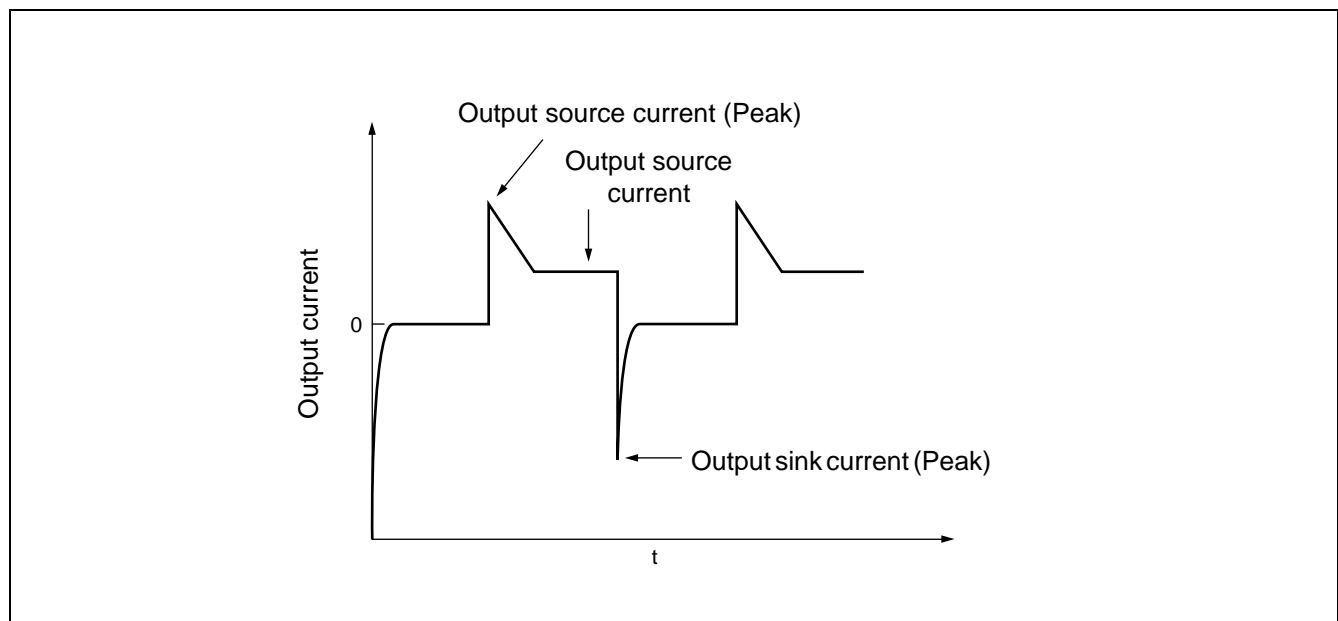 Output source current (Peak)
Output source
current
Output current
0
Output sink current (Peak)
t